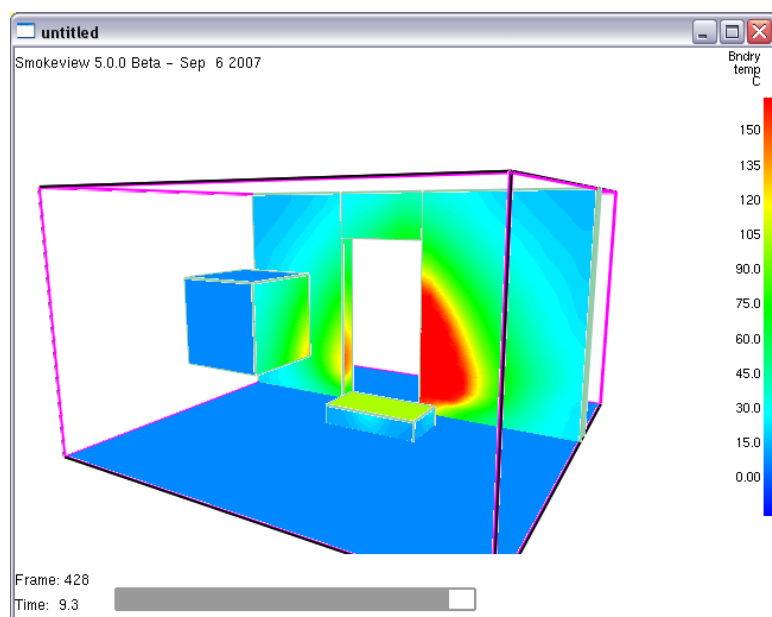 untitled
Smokeview 5.0.0 Beta - Sep 6 2007
Bndry
temp
C
150
135
120
105
90.0
75.0
60.0
45.0
30.0
15.0
0.00
Frame: 428
Time: 9.3